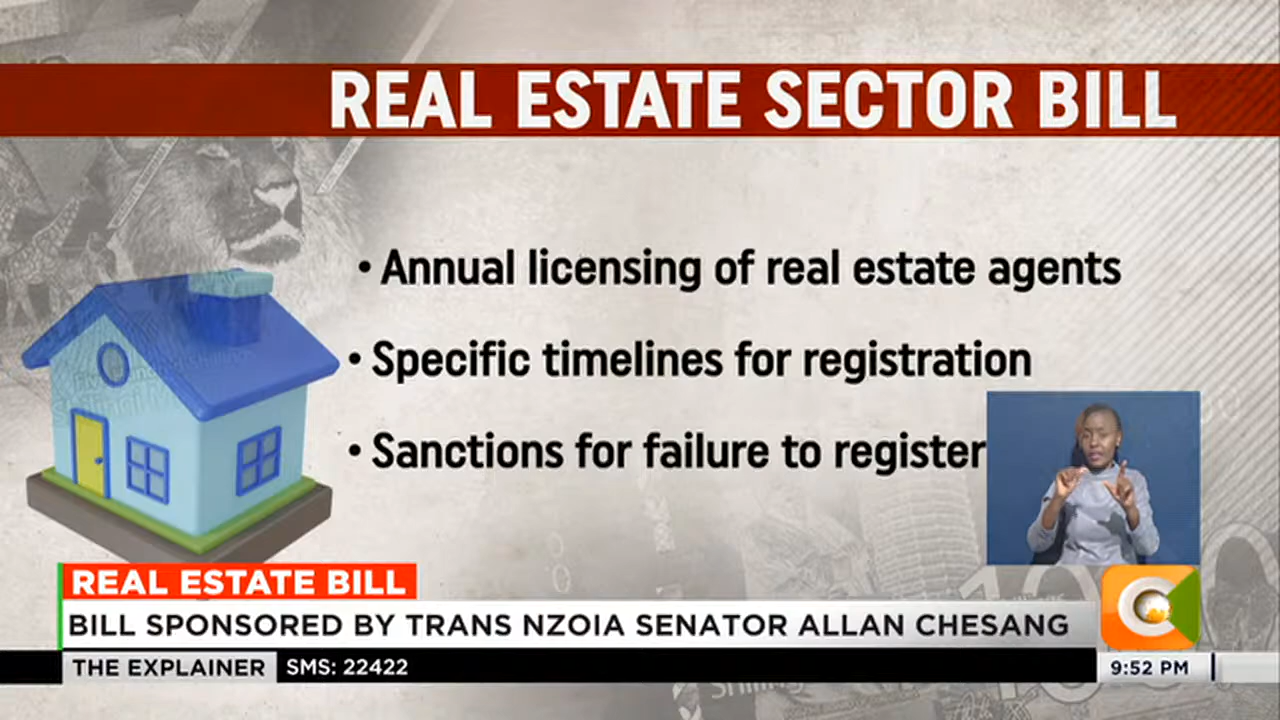 REAL ESTATE SECTOR BILL
• Annual licensing of real estate agents
• Specific timelines for registration
• Sanctions for failure to register
REAL ESTATE BILL
BILL SPONSORED BY TRANS NZOIA SENATOR ALLAN CHESANG
THE EXPLAINER SMS: 22422
9:52 PM